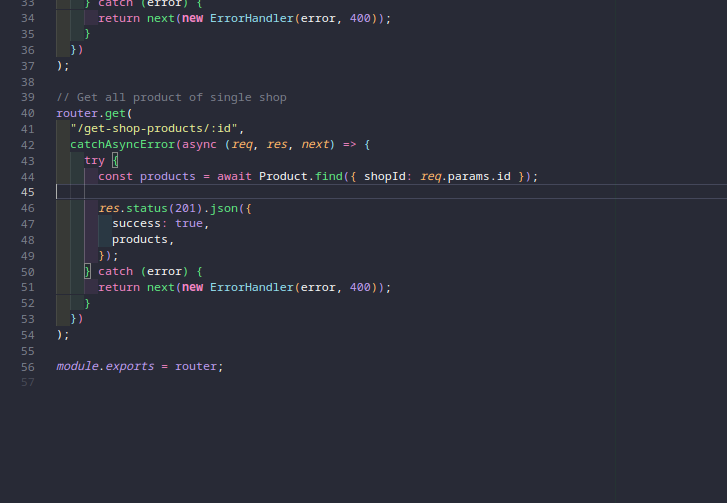 33 } catch (error) {
34 return next(new ErrorHandler(error, 400));
35 }
36 })
37 );
38
39 // Get all product of single shop
40 router.get(
41 "/get-shop-products/:id",
42 catchAsyncError(async (req, res, next) => {
43 try {
44 const products = await Product.find({ shopId: req.params.id });
45
46 res.status(201).json({
47 success: true,
48 products,
49 });
50 } catch (error) {
51 return next(new ErrorHandler(error, 400));
52 }
53 })
54 );
55
56 module.exports = router;
57